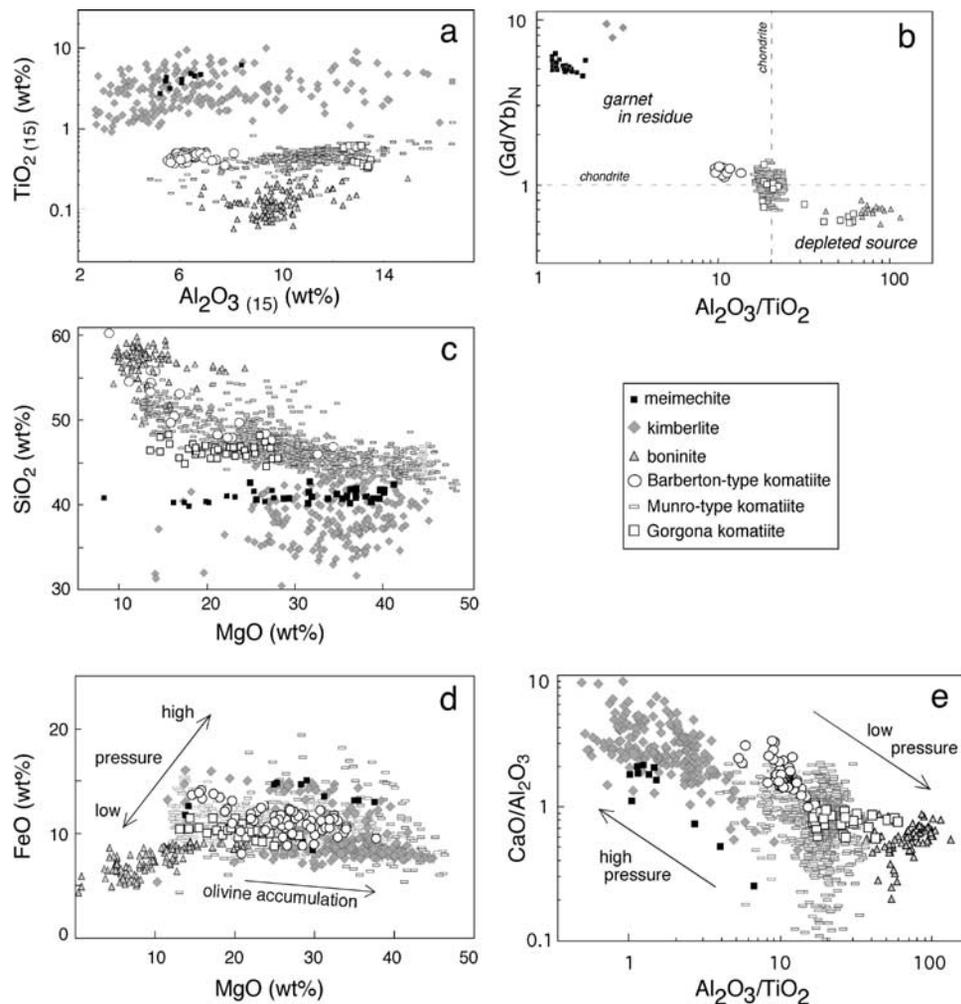 a
TiO2 (15) (wt%)
10
1
0.1
2
6
10
14
Al2O3 (15) (wt%)
b
(Gd/Yb)N
10
1
chondrite
garnet
in residue
chondrite
depleted source
1
10
100
Al2O3/TiO2
c
SiO2 (wt%)
60
50
40
30
10
20
30
40
50
MgO (wt%)
meimechite
kimberlite
boninite
Barberton-type komatiite
Munro-type komatiite
Gorgona komatiite
d
FeO (wt%)
20
10
0
high
pressure
low
olivine accumulation
10
20
30
40
50
MgO (wt%)
e
CaO/Al2O3
10
1
0.1
low
pressure
high
pressure
1
10
100
Al2O3/TiO2